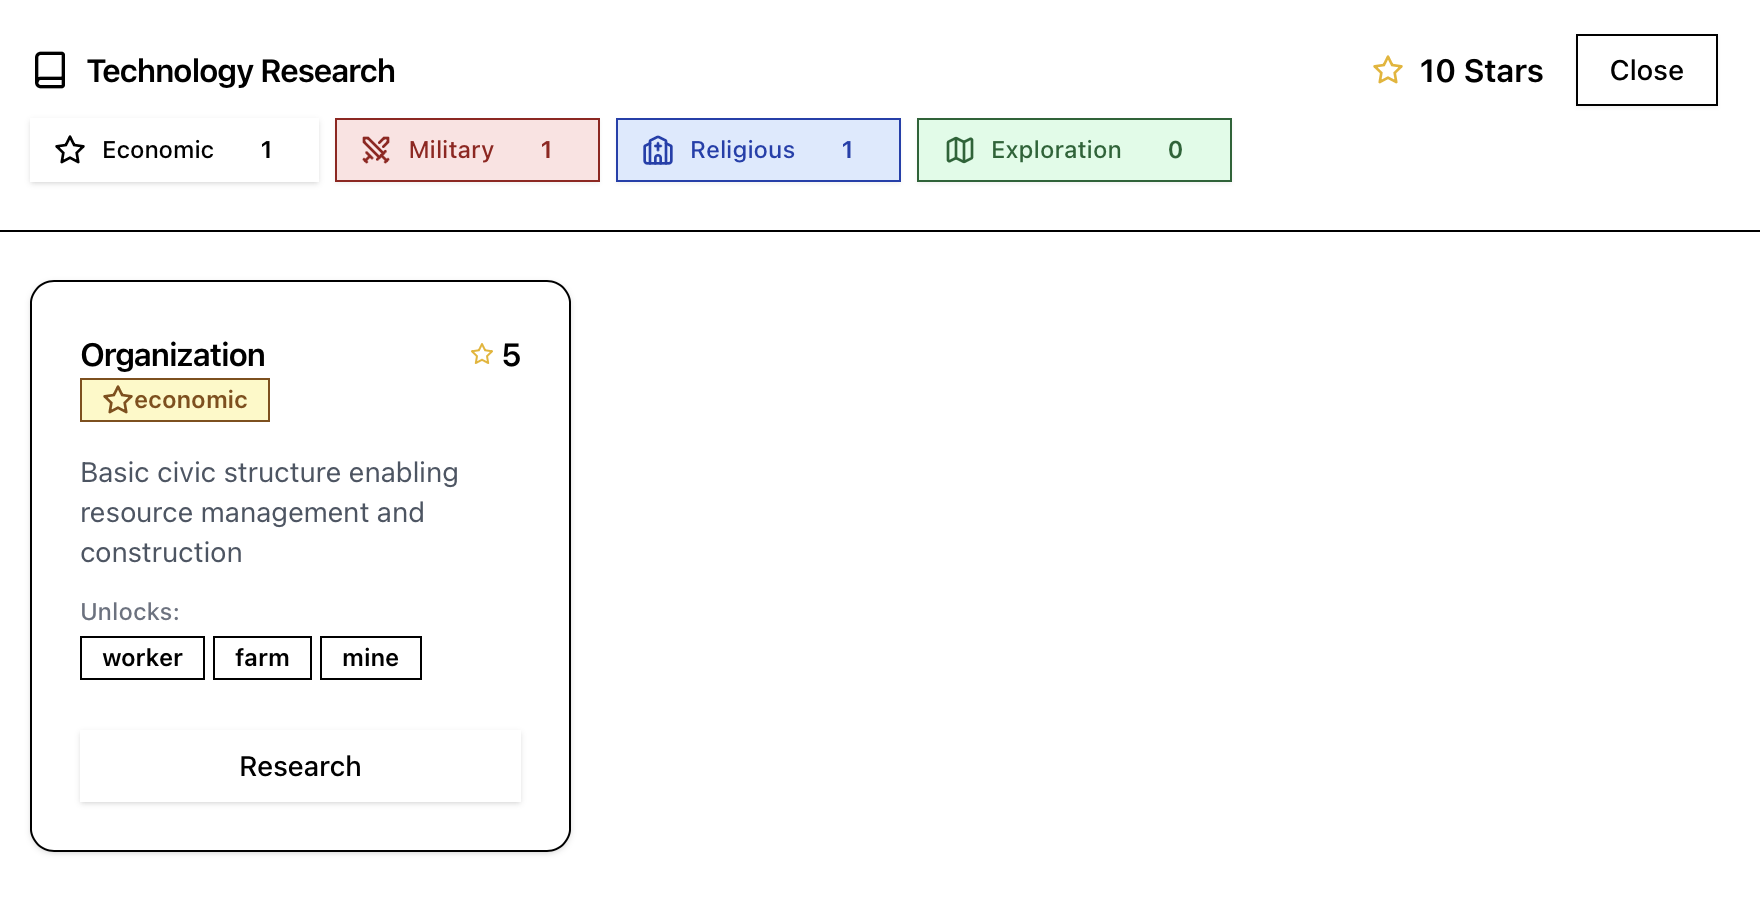 Technology Research
10 Stars
Close
Economic 1
Military 1
Religious 1
Exploration 0
Organization
5
economic
Basic civic structure enabling
resource management and
construction
Unlocks:
worker farm mine
Research